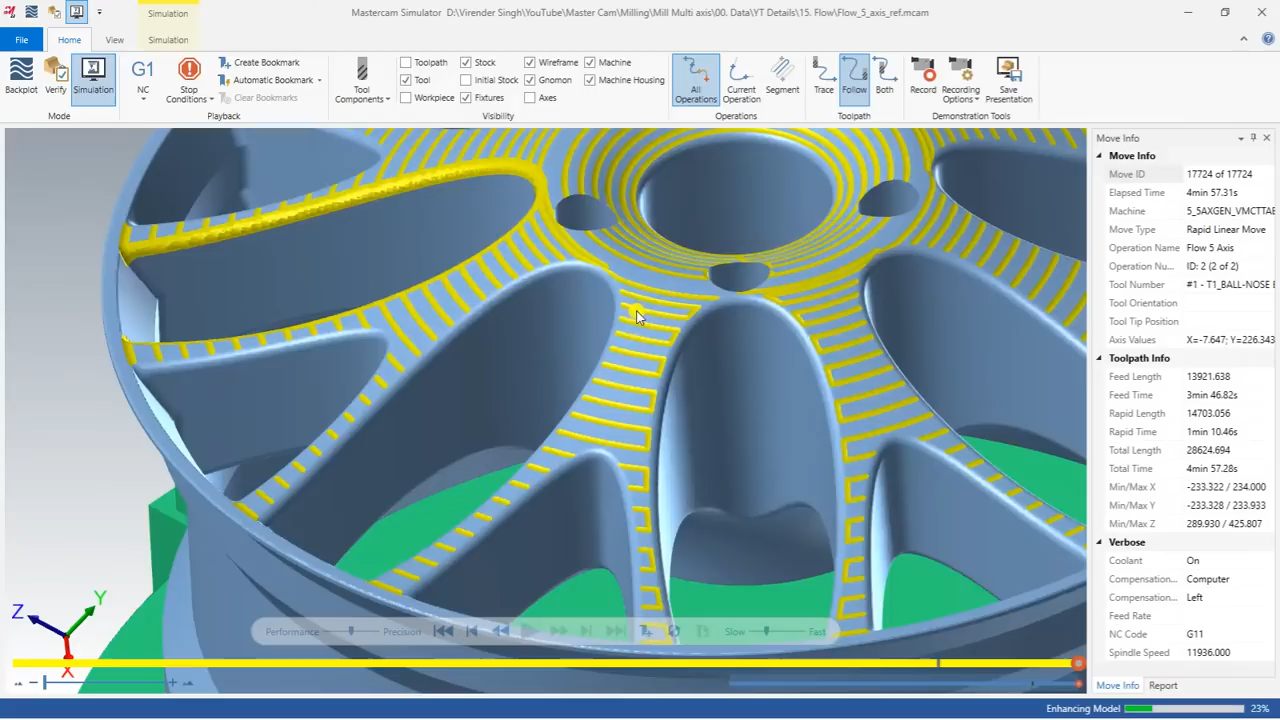 Simulation
Mastercam Simulator D:\Virender Singh\YouTube\Master Cam\Milling\Mill Multi axis\00. Data\YT Details\15. Flow\Flow_5_axis_ref.mcam
File Home View Simulation
Backplot Verify Simulation
Mode
G1
NC
Stop Conditions
Create Bookmark
Automatic Bookmark
Clear Bookmarks
Playback
Tool Components
Toolpath Stock Wireframe Machine
Tool Initial Stock Gnomon Machine Housing
Workpiece Fixtures Axes
Visibility
All Operations Current Operation Segment
Operations
Trace Follow Both
Toolpath
Record Recording Options Save Presentation
Demonstration Tools
Move Info
Move Info
Move ID 17724 of 17724
Elapsed Time 4min 57.31s
Machine 5_5AXGEN_VMCTTAE
Move Type Rapid Linear Move
Operation Name Flow 5 Axis
Operation Nu... ID: 2 (2 of 2)
Tool Number #1 - T1_BALL-NOSE E
Tool Orientation
Tool Tip Position
Axis Values X=-7.647; Y=226.343
Toolpath Info
Feed Length 13921.638
Feed Time 3min 46.82s
Rapid Length 14703.056
Rapid Time 1min 10.46s
Total Length 28624.694
Total Time 4min 57.28s
Min/Max X -233.322 / 234.000
Min/Max Y -233.328 / 233.933
Min/Max Z 289.930 / 425.807
Verbose
Coolant On
Compensation... Computer
Compensation... Left
Feed Rate
NC Code G11
Spindle Speed 11936.000
Z Y X
Performance Precision Slow Fast
Move Info Report
Enhancing Model 23%